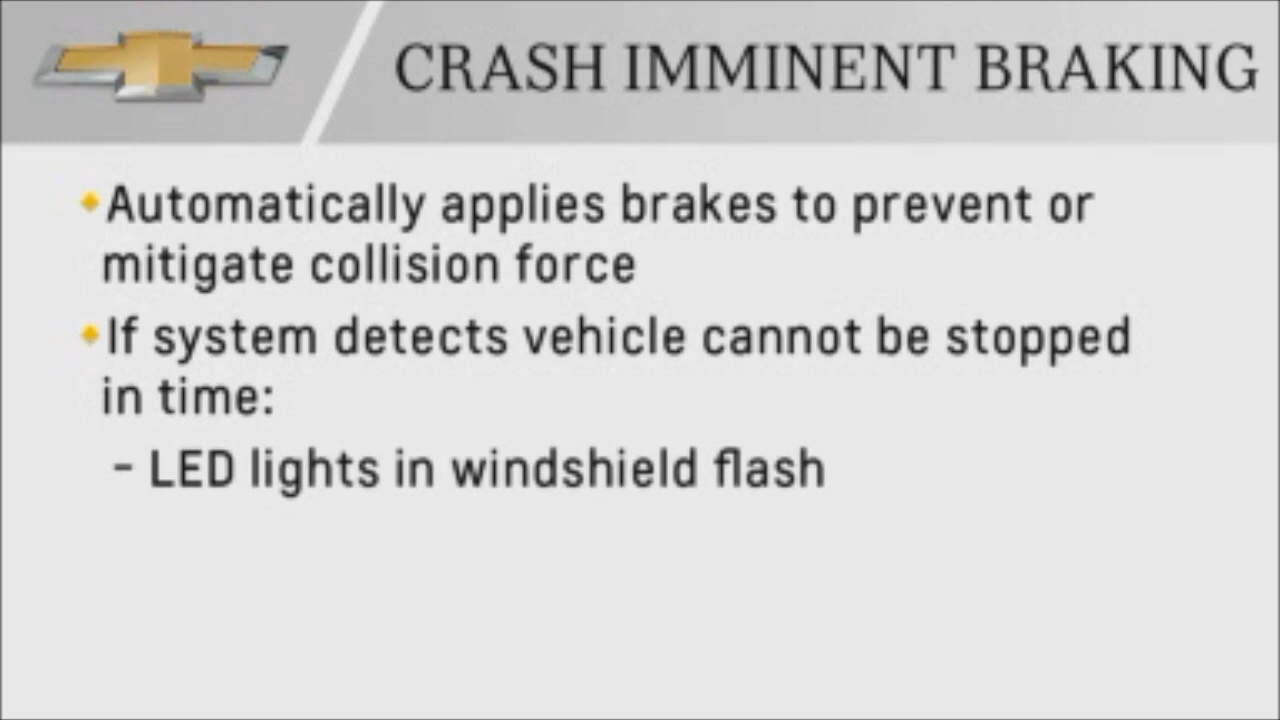 CRASH IMMINENT BRAKING
Automatically applies brakes to prevent or
mitigate collision force
If system detects vehicle cannot be stopped
in time:
– LED lights in windshield flash